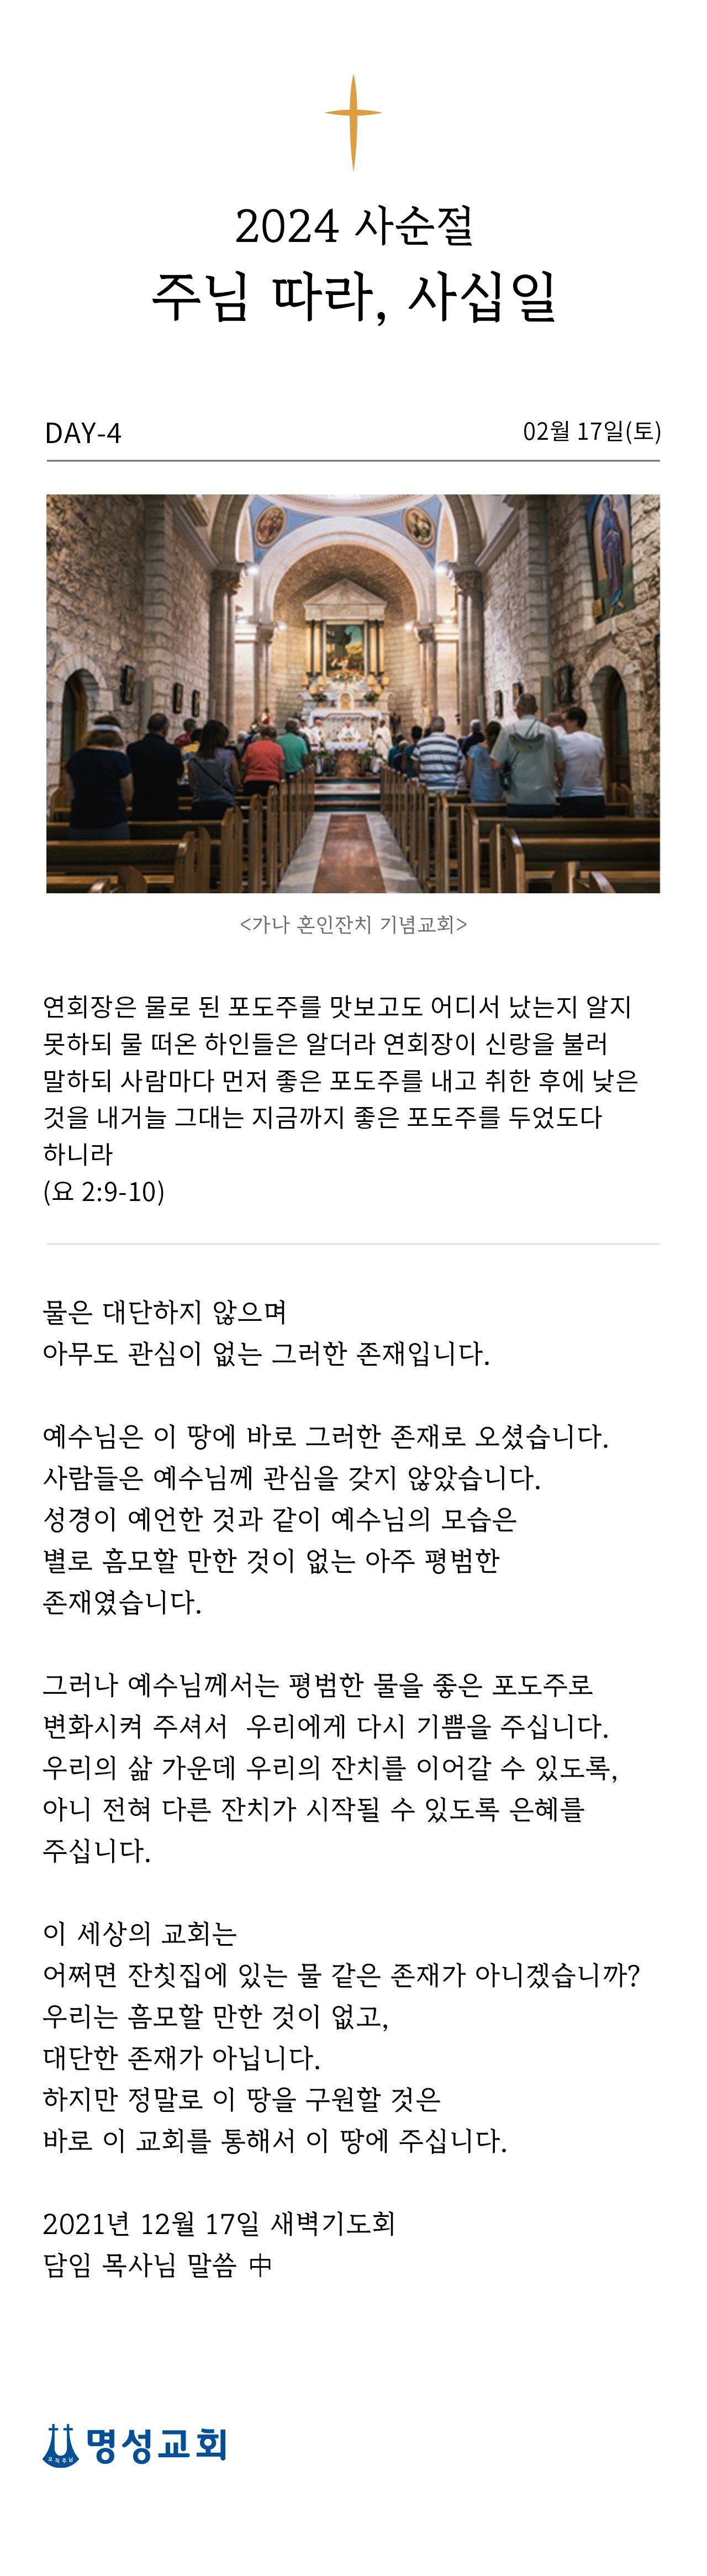 2024 사순절
주님 따라, 사십일
DAY-4
02월 17일(토)
<가나 혼인잔치 기념교회>
연회장은 물로 된 포도주를 맛보고도 어디서 났는지 알지
못하되 물 떠온 하인들은 알더라 연회장이 신랑을 불러
말하되 사람마다 먼저 좋은 포도주를 내고 취한 후에 낮은
것을 내거늘 그대는 지금까지 좋은 포도주를 두었도다
하니라
(요 2:9-10)
물은 대단하지 않으며
아무도 관심이 없는 그러한 존재입니다.
예수님은 이 땅에 바로 그러한 존재로 오셨습니다.
사람들은 예수님께 관심을 갖지 않았습니다.
성경이 예언한 것과 같이 예수님의 모습은
별로 흠모할 만한 것이 없는 아주 평범한
존재였습니다.
그러나 예수님께서는 평범한 물을 좋은 포도주로
변화시켜 주셔서  우리에게 다시 기쁨을 주십니다.
우리의 삶 가운데 우리의 잔치를 이어갈 수 있도록,
아니 전혀 다른 잔치가 시작될 수 있도록 은혜를
주십니다.
이 세상의 교회는
어쩌면 잔칫집에 있는 물 같은 존재가 아니겠습니까?
우리는 흠모할 만한 것이 없고,
대단한 존재가 아닙니다.
하지만 정말로 이 땅을 구원할 것은
바로 이 교회를 통해서 이 땅에 주십니다.
2021년 12월 17일 새벽기도회
담임 목사님 말씀 中
오직주님
명성교회